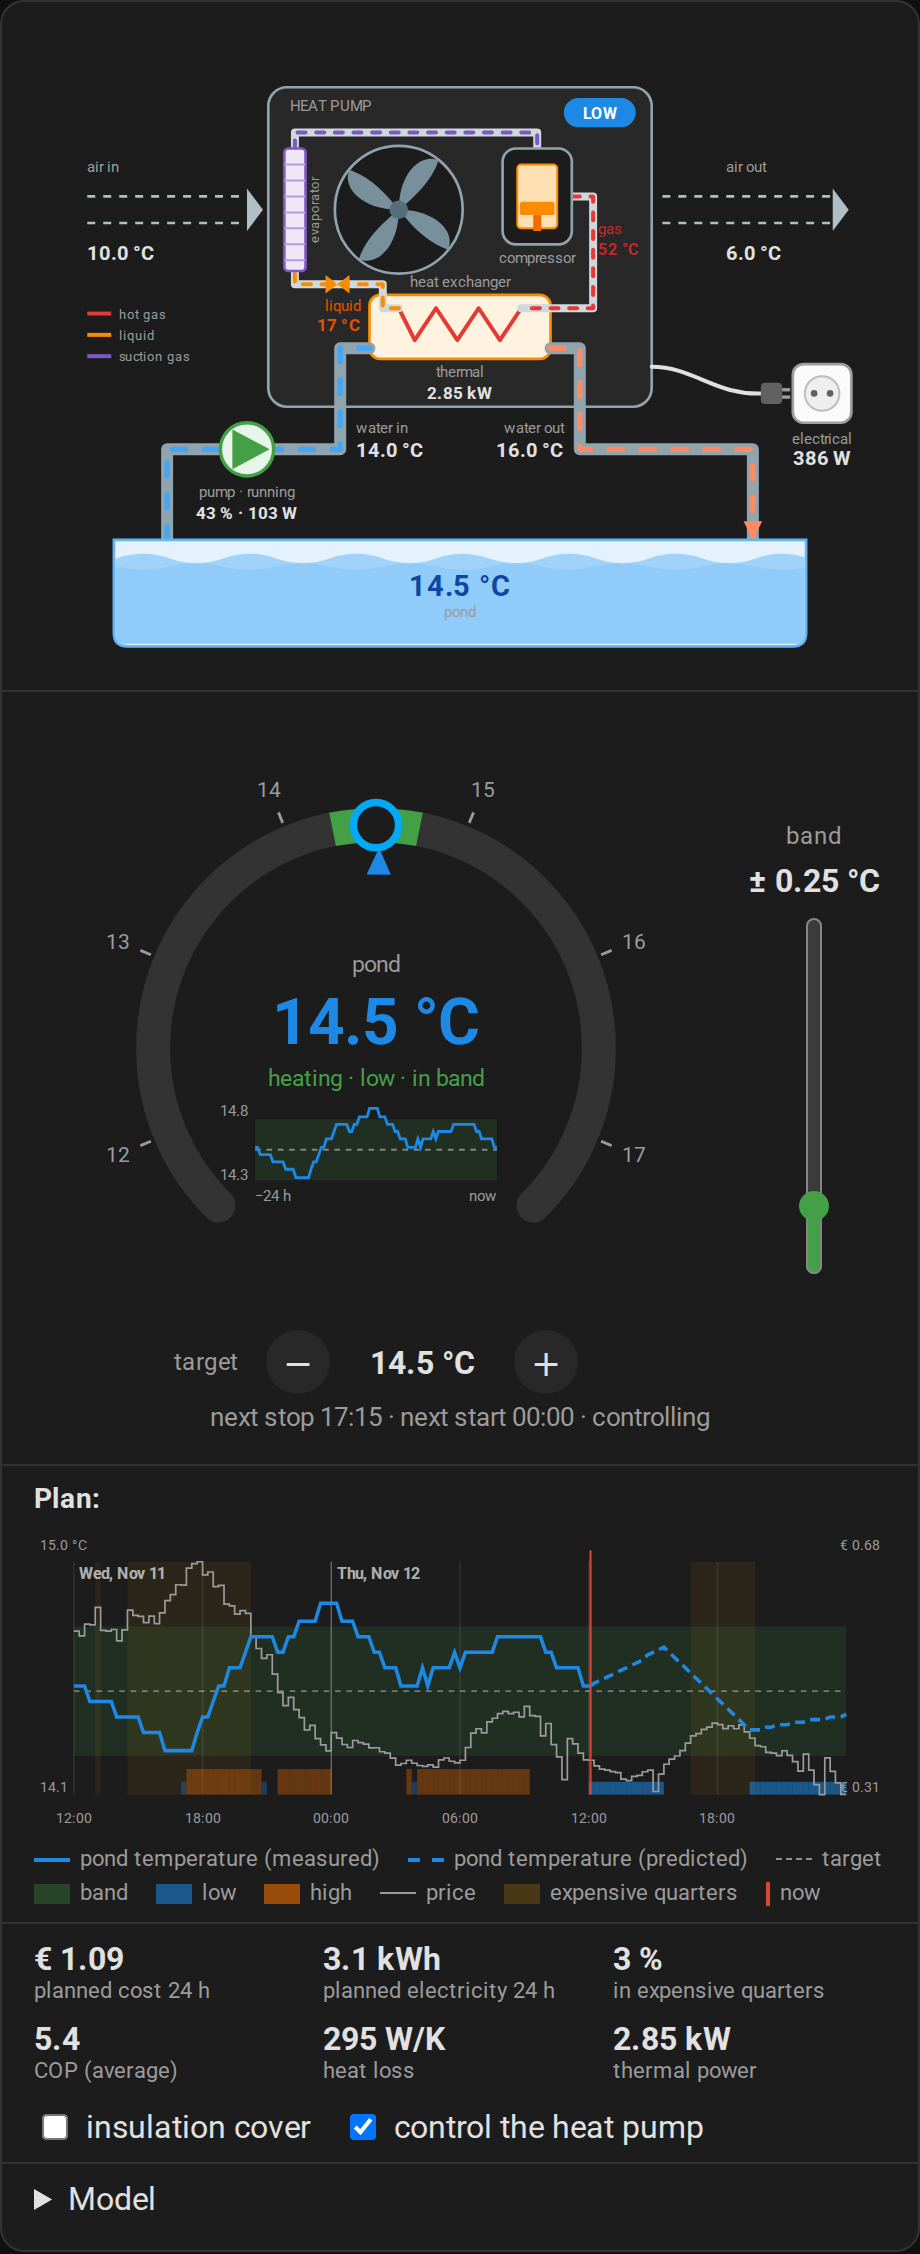 HEAT PUMP
LOW
air in
air out
evaporator
10.0 °C
6.0 °C
gas
52 °C
compressor
heat exchanger
liquid
17 °C
hot gas
liquid
suction gas
thermal
2.85 kW
water in
14.0 °C
water out
16.0 °C
electrical
386 W
pump · running
43 % · 103 W
14.5 °C
pond
14
15
13
16
12
17
band
± 0.25 °C
pond
14.5 °C
heating · low · in band
14.8
14.3
−24 h
now
target
−
14.5 °C
+
next stop 17:15 · next start 00:00 · controlling
Plan:
15.0 °C
€ 0.68
Wed, Nov 11
Thu, Nov 12
14.1
€ 0.31
12:00
18:00
00:00
06:00
12:00
18:00
pond temperature (measured)
pond temperature (predicted)
target
band
low
high
price
expensive quarters
now
€ 1.09
planned cost 24 h
3.1 kWh
planned electricity 24 h
3 %
in expensive quarters
5.4
COP (average)
295 W/K
heat loss
2.85 kW
thermal power
insulation cover
control the heat pump
Model